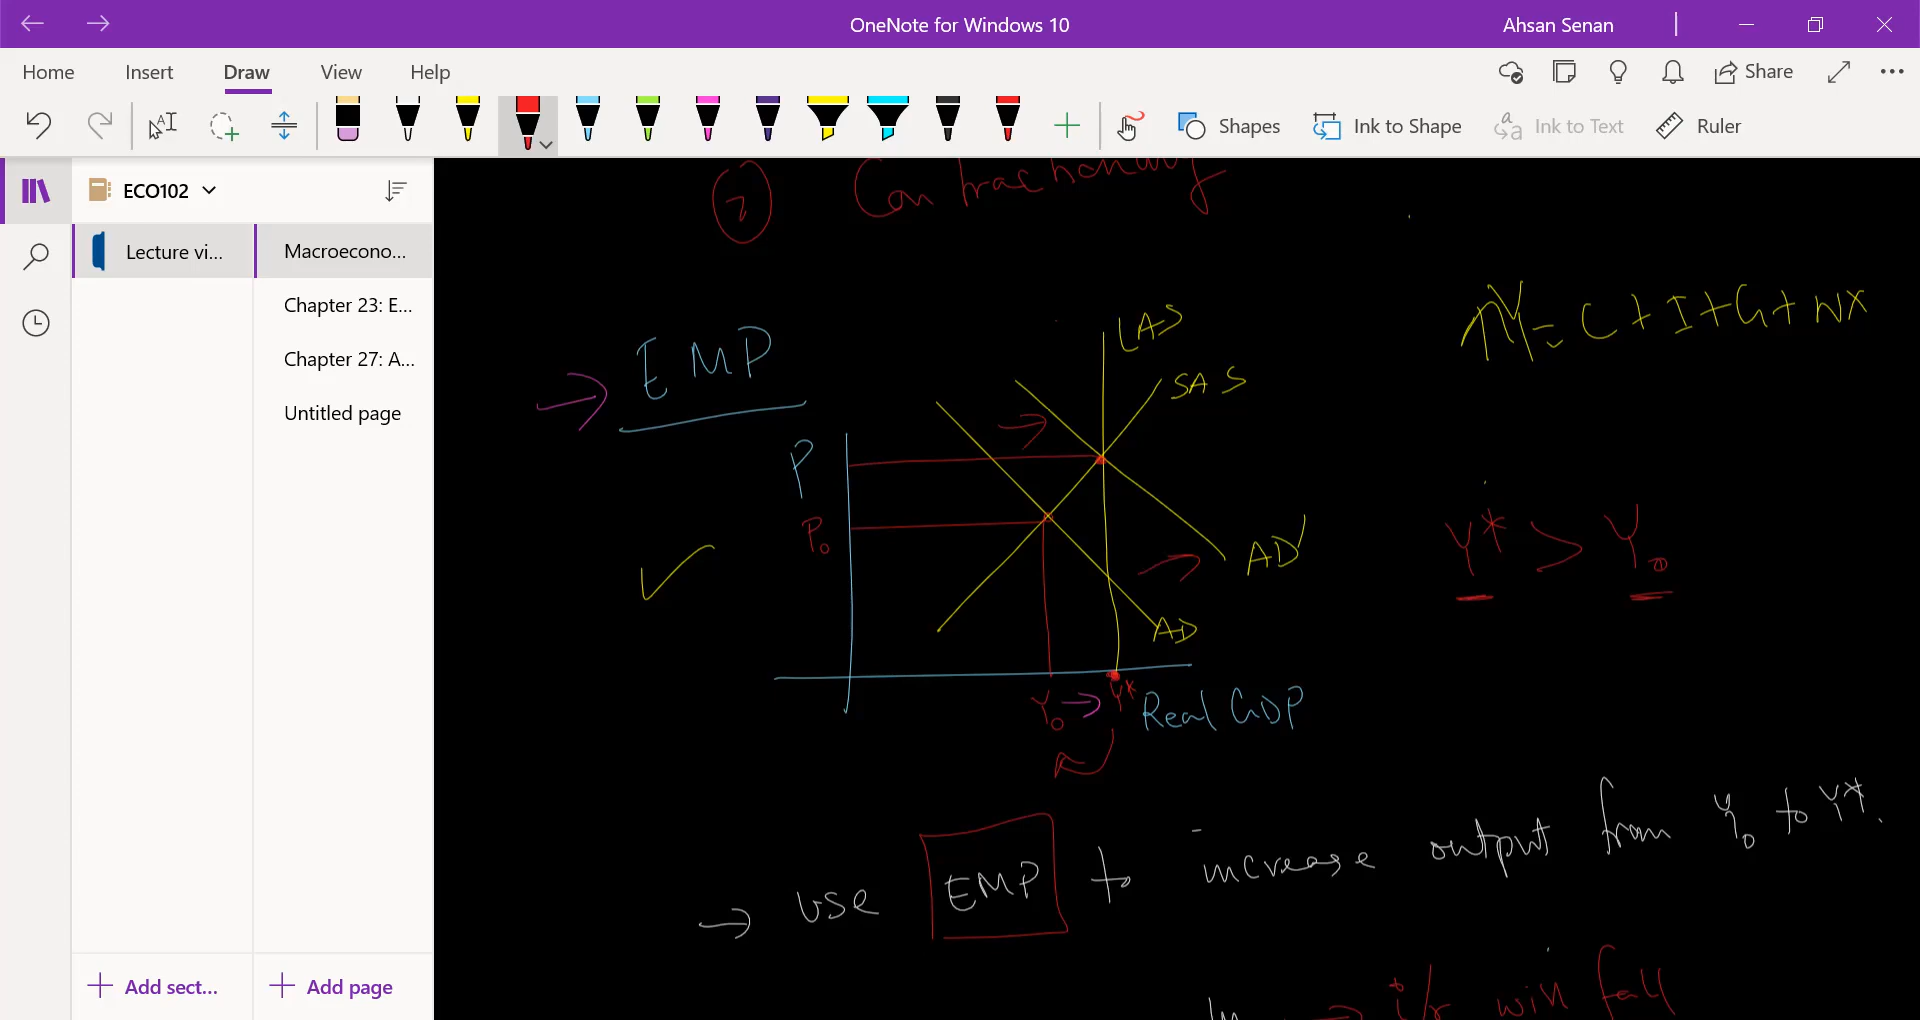 OneNote for Windows 10
Ahsan Senan
Home Insert Draw View Help
Share
Shapes Ink to Shape Ink to Text Ruler
ECO102
Lecture vi...
Macroecono...
Chapter 23: E...
Chapter 27: A...
Untitled page
Add sect...
Add page
2 Contractionary
EMP
LAS
SAS
↑Y = C + I + G + NX
P
P₀
AD'
AD
Y* > Y₀
Y₀ → Y* Real GDP
→ Use EMP to increase output from Y₀ to Y*.
→ i/r will fall